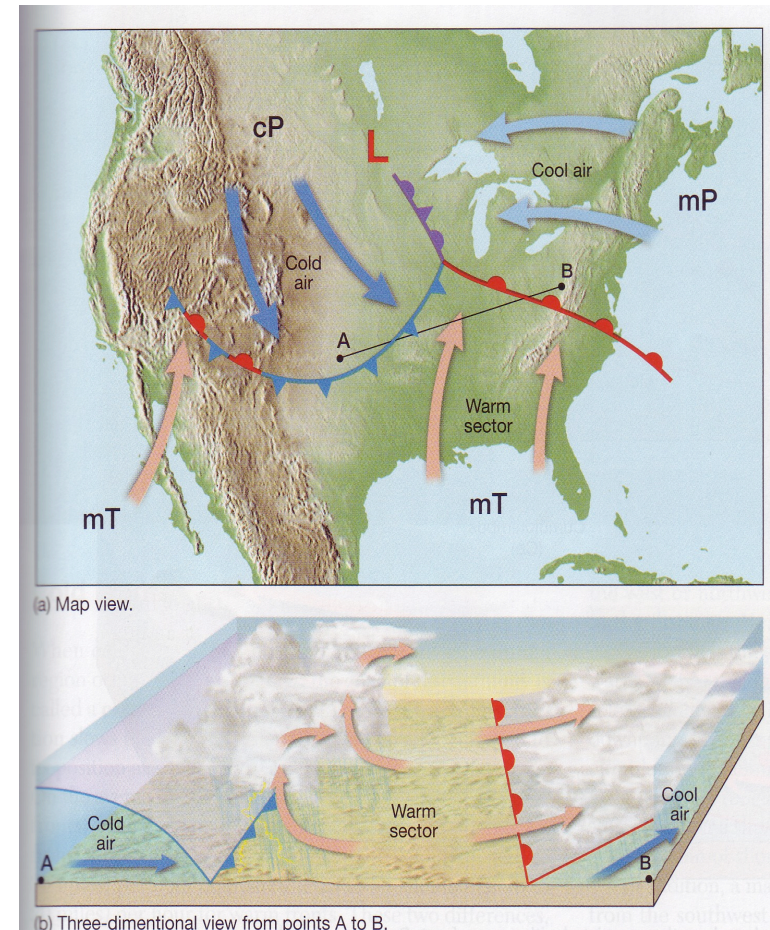 cP
L
Cool air
mP
Cold
air
B
A
Warm
sector
mT
mT
(a) Map view.
Warm
sector
Cool
air
Cold
air
A
B
(b) Three-dimentional view from points A to B.